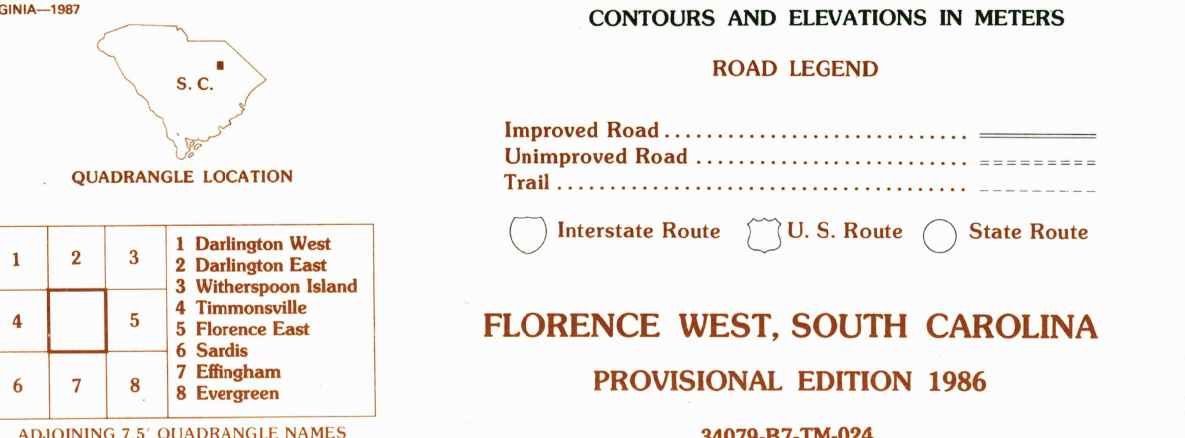 GINIA—1987
S. C.
QUADRANGLE LOCATION
1 2 3
4 5
6 7 8
1 Darlington West
2 Darlington East
3 Witherspoon Island
4 Timmonsville
5 Florence East
6 Sardis
7 Effingham
8 Evergreen
ADJOINING 7.5' QUADRANGLE NAMES
CONTOURS AND ELEVATIONS IN METERS
ROAD LEGEND
Improved Road
Unimproved Road
Trail
Interstate Route U. S. Route State Route
FLORENCE WEST, SOUTH CAROLINA
PROVISIONAL EDITION 1986
34079-B7-TM-024